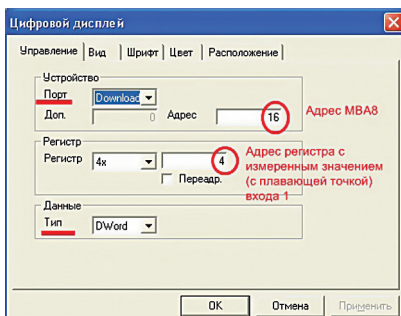 Цифровой дисплей
Управление Вид Шрифт Цвет Расположение
Устройство
Порт Download
Доп. 0 Адрес 16 Адрес МВА8
Регистр
Регистр 4x 4
Переадр.
Адрес регистра с
измеренным значением
(с плавающей точкой)
входа 1
Данные
Тип DWord
OK Отмена Применить